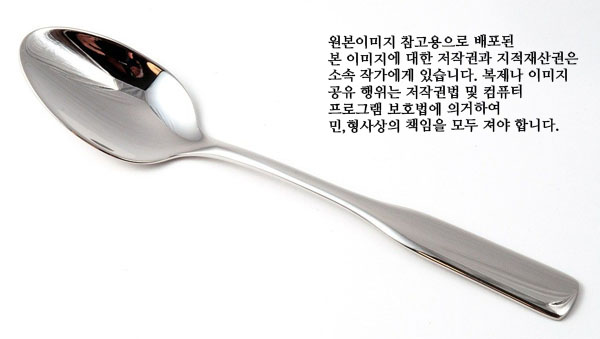 원본이미지 참고용으로 배포된
본 이미지에 대한 저작권과 지적재산권은
소속 작가에게 있습니다. 복제나 이미지
공유 행위는 저작권법 및 컴퓨터
프로그램 보호법에 의거하여
민,형사상의 책임을 모두 져야 합니다.